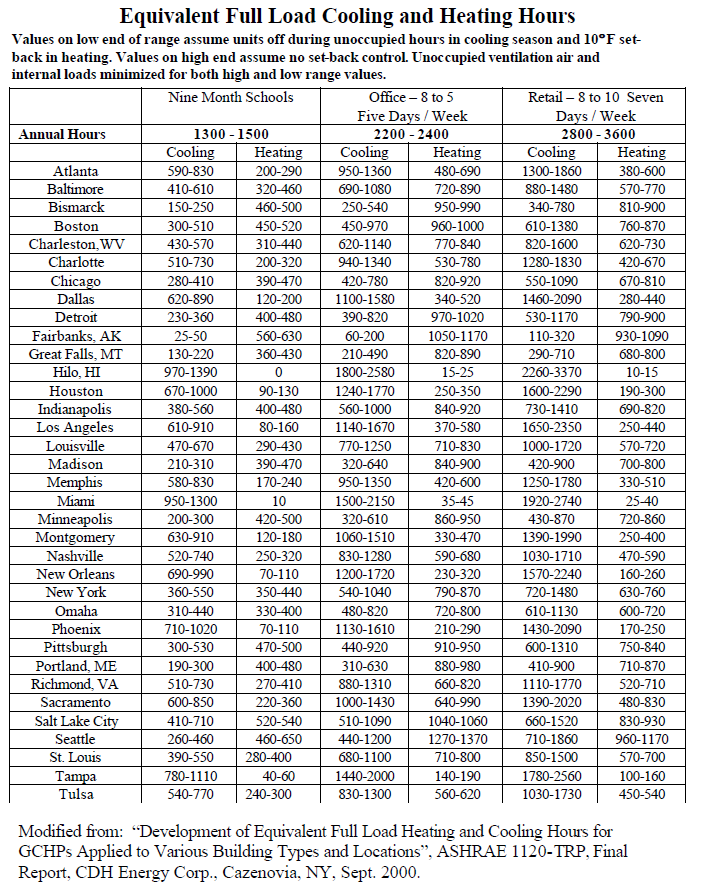 Equivalent Full Load Cooling and Heating Hours
Values on low end of range assume units off during unoccupied hours in cooling season and 10°F set-
back in heating. Values on high end assume no set-back control. Unoccupied ventilation air and
internal loads minimized for both high and low range values.
Nine Month Schools Office – 8 to 5 Retail – 8 to 10 Seven
Five Days / Week Days / Week
Annual Hours 1300 - 1500 2200 - 2400 2800 - 3600
Cooling Heating Cooling Heating Cooling Heating
Atlanta 590-830 200-290 950-1360 480-690 1300-1860 380-600
Baltimore 410-610 320-460 690-1080 720-890 880-1480 570-770
Bismarck 150-250 460-500 250-540 950-990 340-780 810-900
Boston 300-510 450-520 450-970 960-1000 610-1380 760-870
Charleston,WV 430-570 310-440 620-1140 770-840 820-1600 620-730
Charlotte 510-730 200-320 940-1340 530-780 1280-1830 420-670
Chicago 280-410 390-470 420-780 820-920 550-1090 670-810
Dallas 620-890 120-200 1100-1580 340-520 1460-2090 280-440
Detroit 230-360 400-480 390-820 970-1020 530-1170 790-900
Fairbanks, AK 25-50 560-630 60-200 1050-1170 110-320 930-1090
Great Falls, MT 130-220 360-430 210-490 820-890 290-710 680-800
Hilo, HI 970-1390 0 1800-2580 15-25 2260-3370 10-15
Houston 670-1000 90-130 1240-1770 250-350 1600-2290 190-300
Indianapolis 380-560 400-480 560-1000 840-920 730-1410 690-820
Los Angeles 610-910 80-160 1140-1670 370-580 1650-2350 250-440
Louisville 470-670 290-430 770-1250 710-830 1000-1720 570-720
Madison 210-310 390-470 320-640 840-900 420-900 700-800
Memphis 580-830 170-240 950-1350 420-600 1250-1780 330-510
Miami 950-1300 10 1500-2150 35-45 1920-2740 25-40
Minneapolis 200-300 420-500 320-610 860-950 430-870 720-860
Montgomery 630-910 120-180 1060-1510 330-470 1390-1990 250-400
Nashville 520-740 250-320 830-1280 590-680 1030-1710 470-590
New Orleans 690-990 70-110 1200-1720 230-320 1570-2240 160-260
New York 360-550 350-440 540-1040 790-870 720-1480 630-760
Omaha 310-440 330-400 480-820 720-800 610-1130 600-720
Phoenix 710-1020 70-110 1130-1610 210-290 1430-2090 170-250
Pittsburgh 300-530 470-500 440-920 910-950 600-1310 750-840
Portland, ME 190-300 400-480 310-630 880-980 410-900 710-870
Richmond, VA 510-730 270-410 880-1310 660-820 1110-1770 520-710
Sacramento 600-850 220-360 1000-1430 640-990 1390-2020 480-830
Salt Lake City 410-710 520-540 510-1090 1040-1060 660-1520 830-930
Seattle 260-460 460-650 440-1200 1270-1370 710-1860 960-1170
St. Louis 390-550 280-400 680-1100 710-800 850-1500 570-700
Tampa 780-1110 40-60 1440-2000 140-190 1780-2560 100-160
Tulsa 540-770 240-300 830-1300 560-620 1030-1730 450-540
Modified from: “Development of Equivalent Full Load Heating and Cooling Hours for
GCHPs Applied to Various Building Types and Locations”, ASHRAE 1120-TRP, Final
Report, CDH Energy Corp., Cazenovia, NY, Sept. 2000.